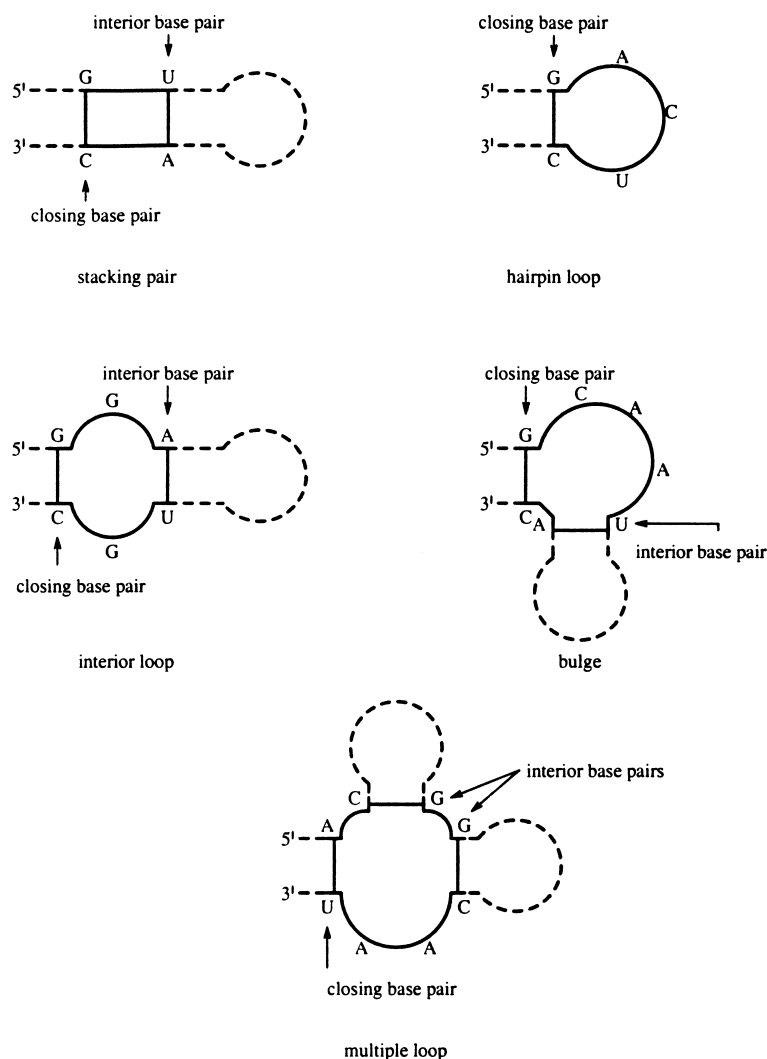 interior base pair
G U
5'
3'
C A
closing base pair
stacking pair
closing base pair
G A
5'
C
3'
C U
hairpin loop
interior base pair
G
G A
5'
3'
C U
G
closing base pair
interior loop
closing base pair
C
A
G
5'
A
3'
C A U
interior base pair
bulge
interior base pairs
C G
A G
5'
3'
U C
A A
closing base pair
multiple loop